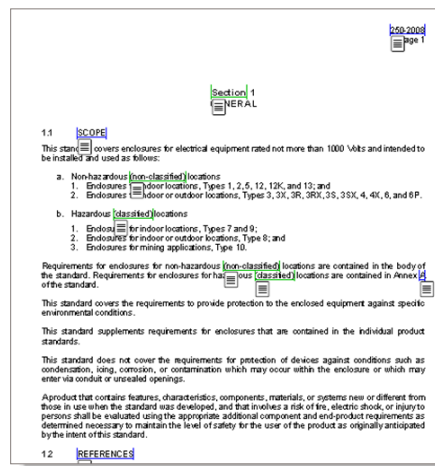 250-2008
age 1
Section 1
NERAL
1.1 SCOPE
This stan covers enclosures for electrical equipment rated not more than 1000 Volts and intended to
be installed and used as follows:
a. Non-hazardous (non-classified) locations
1. Enclosures ndoor locations, Types 1, 2,5, 12, 12K, and 13; and
2. Enclosures or outdoor locations, Types 3, 3X, 3R, 3RX, 3S, 3SX, 4, 4X, 6, and 6P.
b. Hazardous (classified) locations
1. Enclosu for indoor locations, Types 7 and 9;
2. Enclosures for indoor or outdoor locations, Type 8; and
3. Enclosures for mining applications, Type 10.
Requirements for enclosures for non-hazardous (non-classified) locations are contained in the body of
the standard. Requirements for enclosures for ha ous (classified) locations are contained in Annex A
of the standard.
This standard covers the requirements to provide protection to the enclosed equipment against specific
environmental conditions.
This standard supplements requirements for enclosures that are contained in the individual product
standards.
This standard does not cover the requirements for protection of devices against conditions such as
condensation, icing, corrosion, or contamination which may occur within the enclosure or which may
enter via conduit or unsealed openings.
A product that contains features, characteristics, components, materials, or systems new or different from
those in use when the standard was developed, and that involves a risk of fire, electric shock, or injury to
persons shall be evaluated using the appropriate additional component and end-product requirements as
determined necessary to maintain the level of safety for the user of the product as originally anticipated
by the intent of this standard.
1.2 REFERENCES